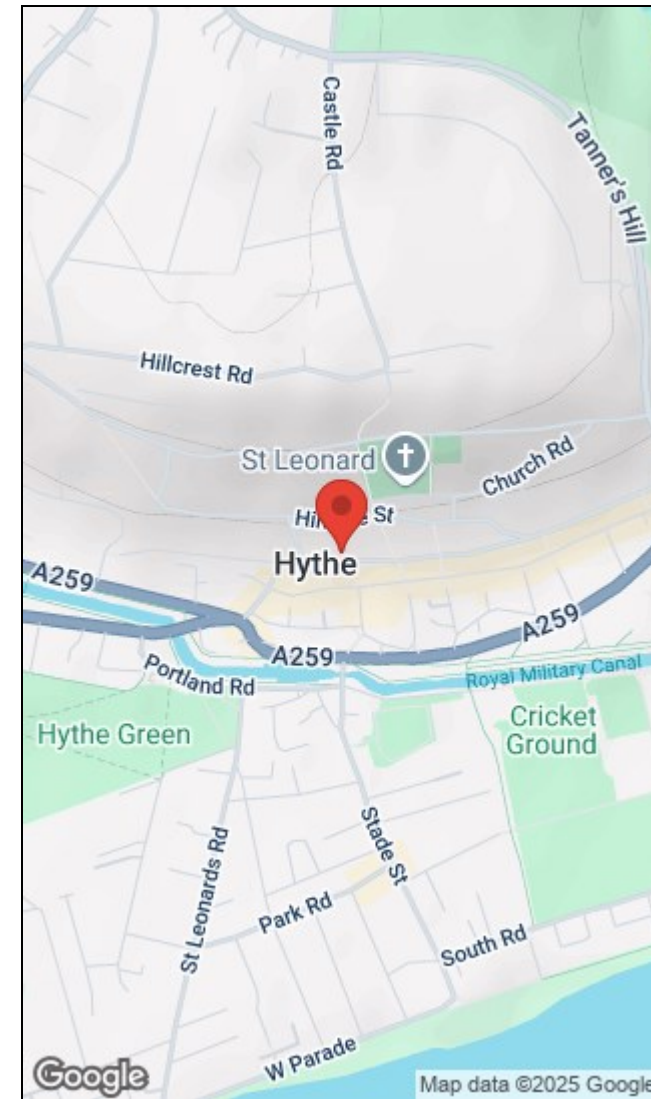 Castle Rd
Tanner's Hill
Hillcrest Rd
St Leonard
Church Rd
St
Hythe
A259
A259
A259
Portland Rd
Royal Military Canal
Hythe Green
Cricket
Ground
Stade St
St Leonards Rd
Park Rd
South Rd
W Parade
Google
Map data ©2025 Google